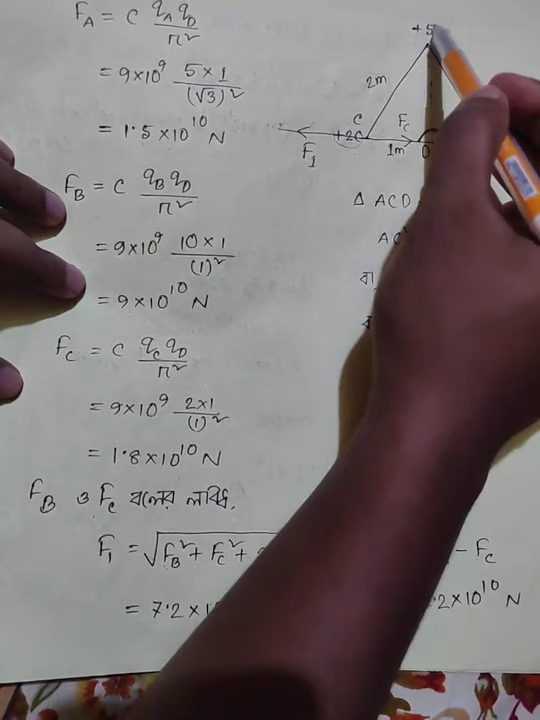 F_A = C q_A q_D / r²
= 9×10⁹ 5×1 / (√3)²
= 1.5×10¹⁰ N
F_B = C q_B q_D / r²
= 9×10⁹ 10×1 / (1)²
= 9×10¹⁰ N
F_C = C q_C q_D / r²
= 9×10⁹ 2×1 / (1)²
= 1.8×10¹⁰ N
F_B ও F_C বলের লব্ধি,
F_1 = √F_B² + F_C² + - F_C
= 7.2×1 .2×10¹⁰ N
+5
2m
C
F_C
+2C
F_1
1m
D
Δ ACD
AC²
বা,